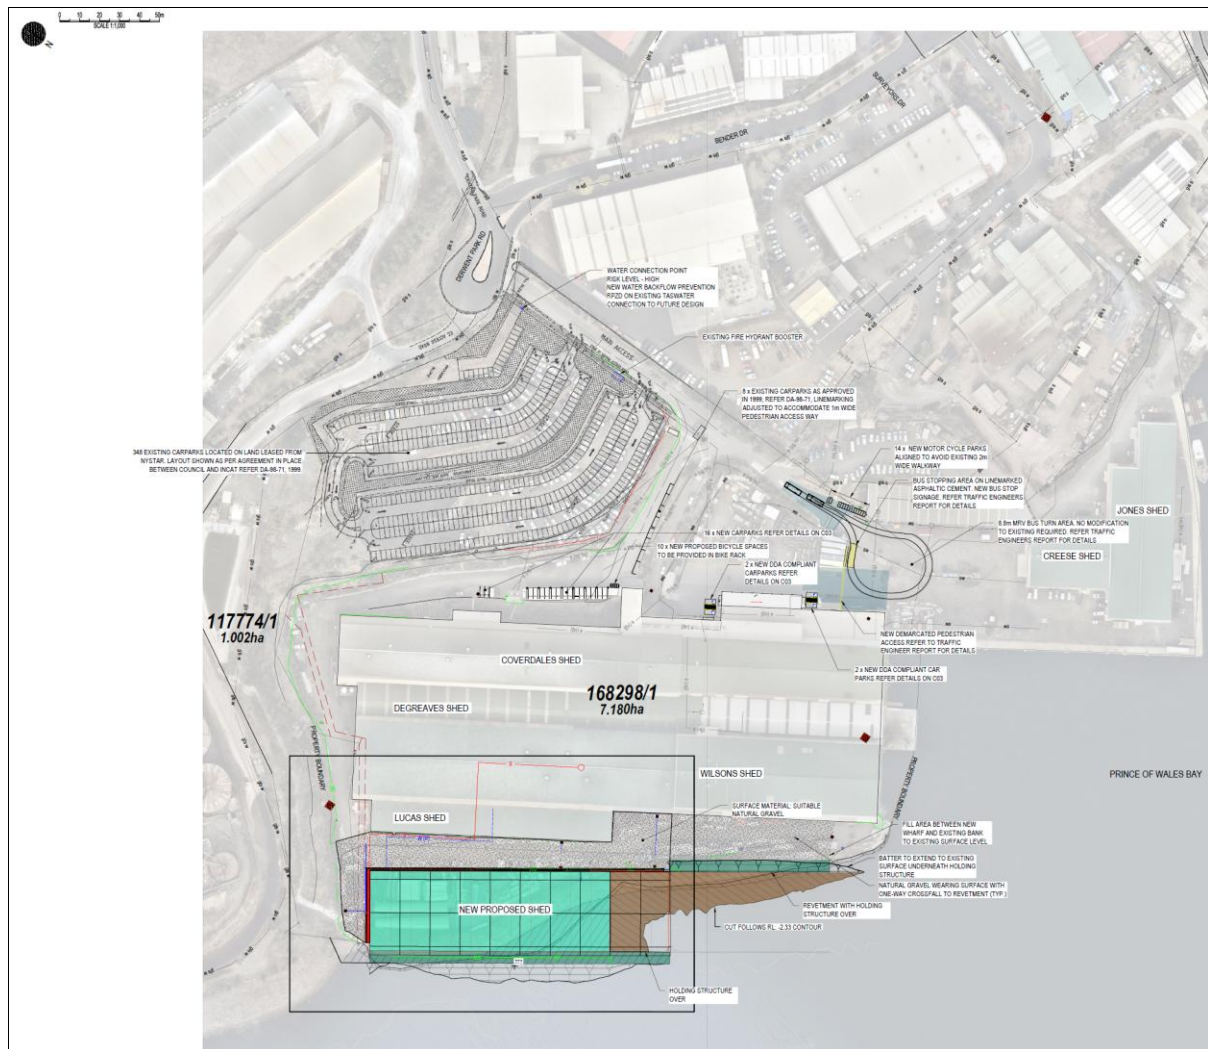 0 10 20 30 40 50m
SCALE 1:1,000
N
SURVEYORS DR
BENDER DR
DERWENT PARK RD
WATER CONNECTION POINT
RISK LEVEL - HIGH
NEW WATER BACKFLOW PREVENTION
RPZD ON EXISTING TASWATER
CONNECTION TO FUTURE DESIGN
MAIN ACCESS
EXISTING FIRE HYDRANT BOOSTER
8 x EXISTING CARPARKS AS APPROVED
IN 1999, REFER DA-96-71, LINEMARKING
ADJUSTED TO ACCOMMODATE 1m WIDE
PEDESTRIAN ACCESS WAY
346 EXISTING CARPARKS LOCATED ON LAND LEASED FROM
NYSTAR. LAYOUT SHOWN AS PER AGREEMENT IN PLACE
BETWEEN COUNCIL AND INCAT REFER DA-96-71, 1999.
14 x NEW MOTOR CYCLE PARKS
ALIGNED TO AVOID EXISTING 2m
WIDE WALKWAY
BUS STOPPING AREA ON LINEMARKED
ASPHALTIC CEMENT. NEW BUS STOP
SIGNAGE. REFER TRAFFIC ENGINEERS
REPORT FOR DETAILS
JONES SHED
8.8m MRV BUS TURN AREA. NO MODIFICATION
TO EXISTING REQUIRED. REFER TRAFFIC
ENGINEERS REPORT FOR DETAILS
CREESE SHED
16 x NEW CARPARKS REFER DETAILS ON C03
10 x NEW PROPOSED BICYCLE SPACES
TO BE PROVIDED IN BIKE RACK
2 x NEW DDA COMPLIANT
CARPARKS REFER
DETAILS ON C03
117774/1
1.002ha
NEW DEMARCATED PEDESTRIAN
ACCESS REFER TO TRAFFIC
ENGINEER REPORT FOR DETAILS
COVERDALES SHED
2 x NEW DDA COMPLIANT CAR
PARKS REFER DETAILS ON C03
168298/1
7.180ha
DEGREAVES SHED
PROPERTY BOUNDARY
WILSONS SHED
PROPERTY BOUNDARY
PRINCE OF WALES BAY
SURFACE MATERIAL: SUITABLE
NATURAL GRAVEL
LUCAS SHED
FILL AREA BETWEEN NEW
WHARF AND EXISTING BANK
TO EXISTING SURFACE LEVEL
BATTER TO EXTEND TO EXISTING
SURFACE UNDERNEATH HOLDING
STRUCTURE
NATURAL GRAVEL WEARING SURFACE WITH
ONE-WAY CROSSFALL TO REVETMENT (TYP.)
REVETMENT WITH HOLDING
STRUCTURE OVER
NEW PROPOSED SHED
CUT FOLLOWS RL: -2.33 CONTOUR
HOLDING STRUCTURE
OVER